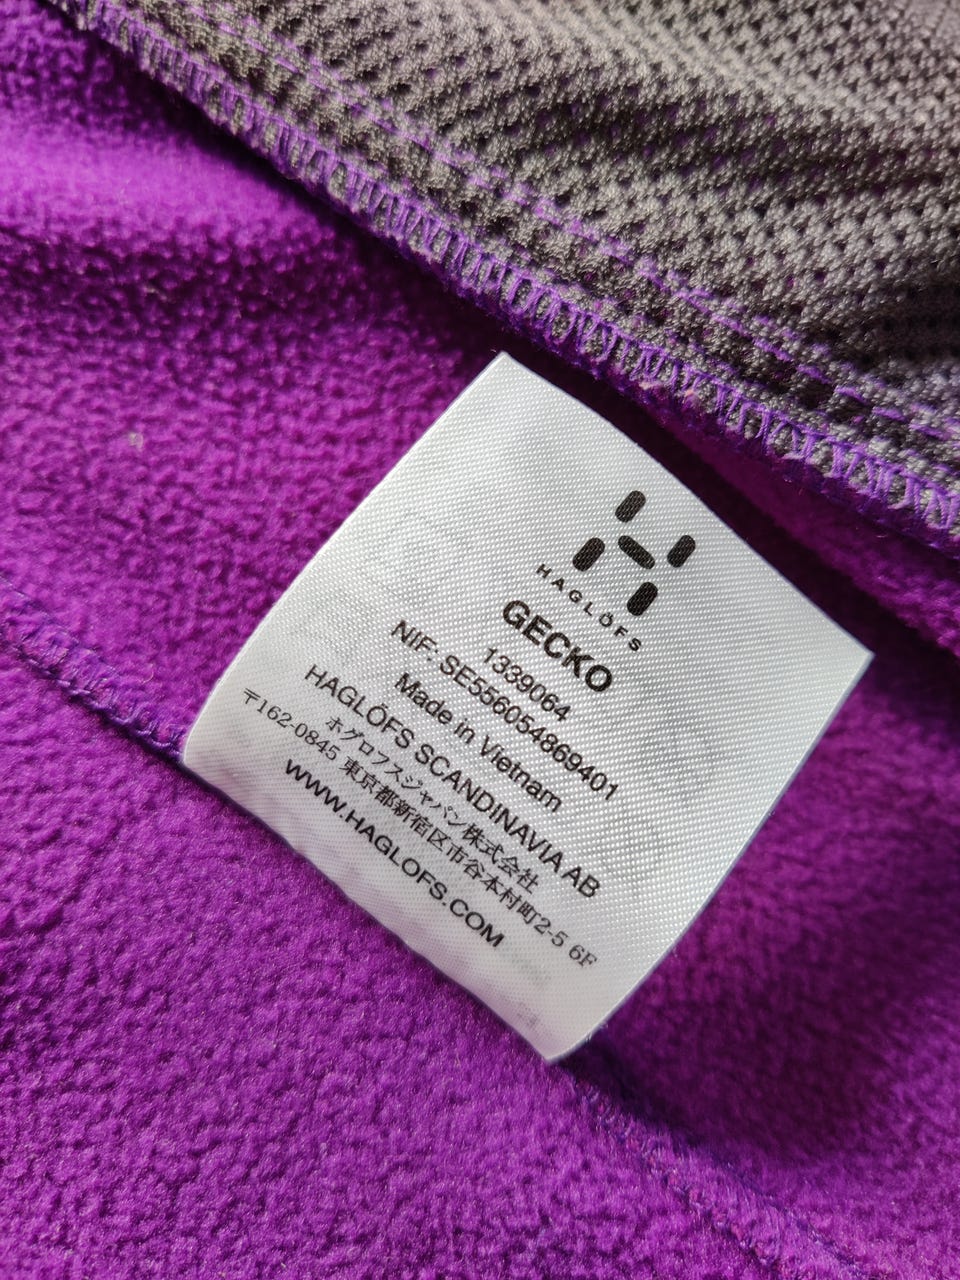 HAGLÖFS
GECKO
1339064
NIF: SE5560548869401
Made in Vietnam
HAGLÖFS SCANDINAVIA AB
ホグロフスジャパン株式会社
〒162-0845 東京都新宿区市谷本村町2-5 6F
WWW.HAGLOFS.COM